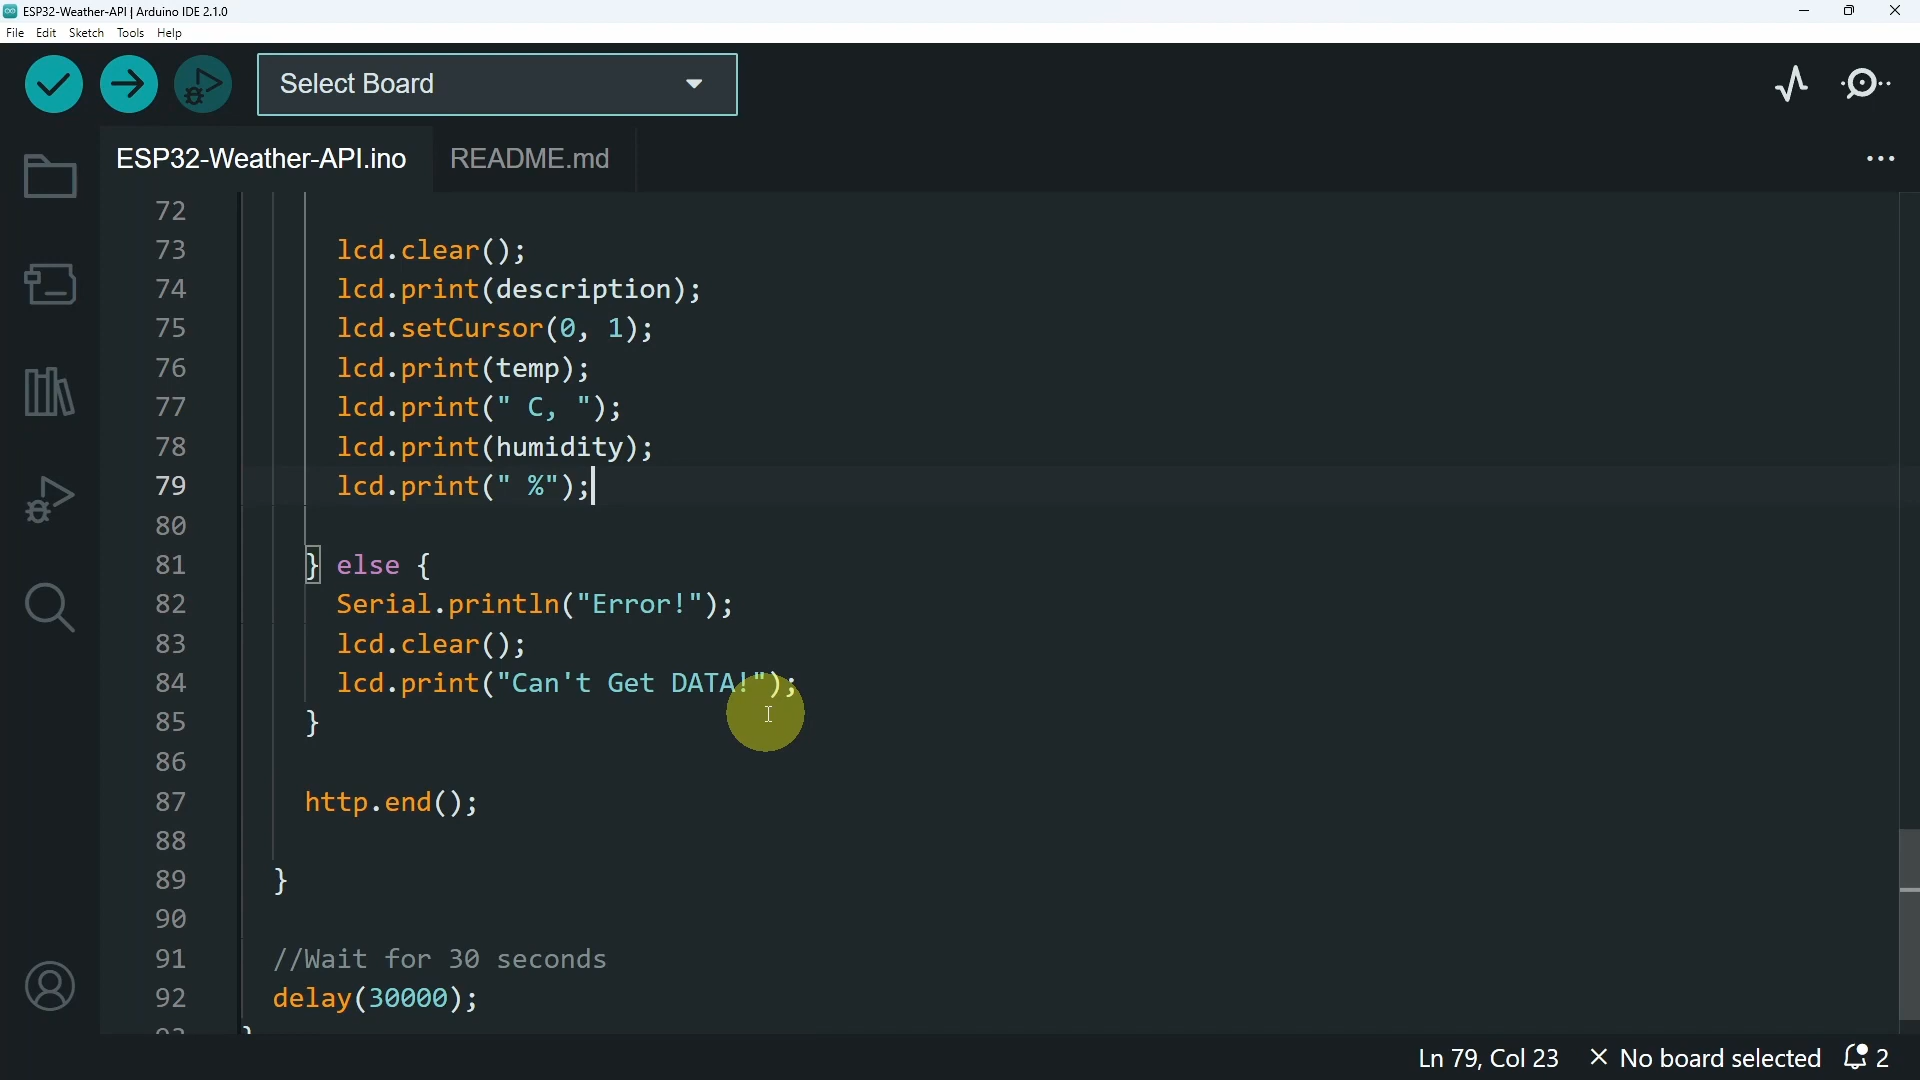 ESP32-Weather-API | Arduino IDE 2.1.0
File Edit Sketch Tools Help
Select Board
ESP32-Weather-API.ino README.md
72
73 lcd.clear();
74 lcd.print(description);
75 lcd.setCursor(0, 1);
76 lcd.print(temp);
77 lcd.print(" C, ");
78 lcd.print(humidity);
79 lcd.print(" %");
80
81 } else {
82 Serial.println("Error!");
83 lcd.clear();
84 lcd.print("Can't Get DATA!");
85 }
86
87 http.end();
88
89 }
90
91 //Wait for 30 seconds
92 delay(30000);
Ln 79, Col 23 × No board selected 2